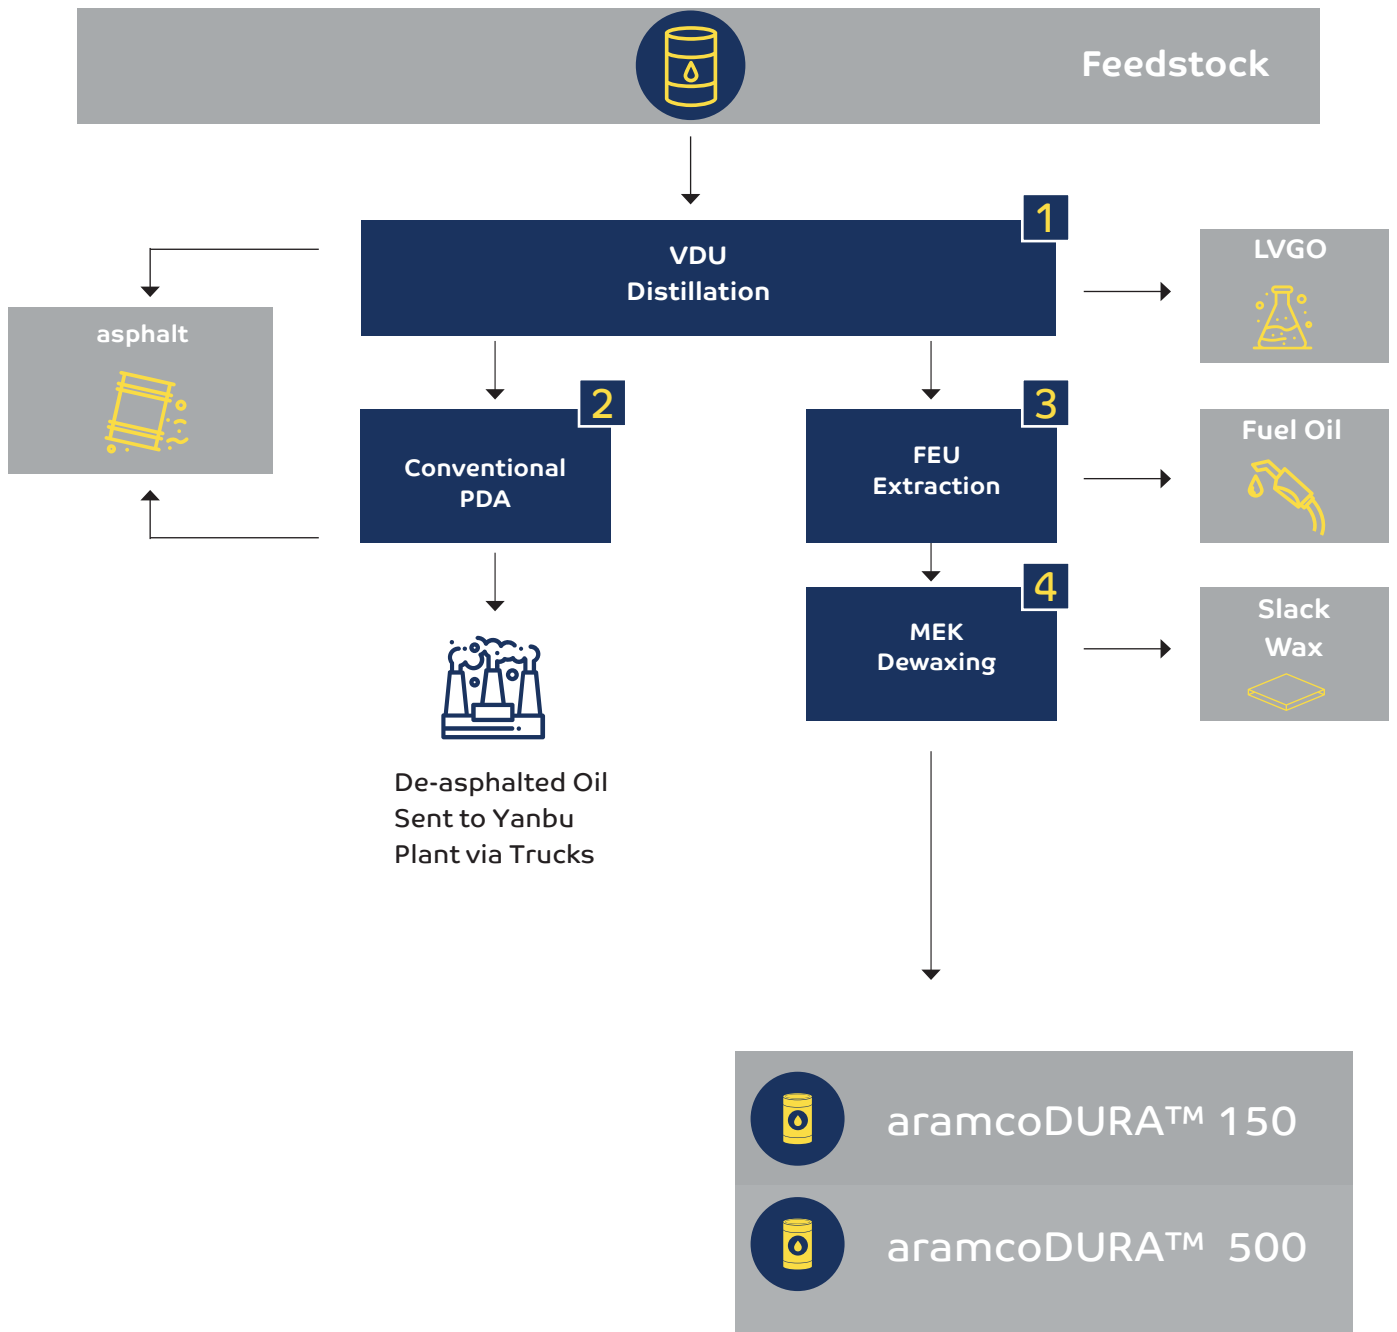 Feedstock
1
VDU
Distillation
LVGO
asphalt
2
Conventional
PDA
3
FEU
Extraction
Fuel Oil
4
MEK
Dewaxing
Slack
Wax
De-asphalted Oil
Sent to Yanbu
Plant via Trucks
aramcoDURA™ 150
aramcoDURA™ 500